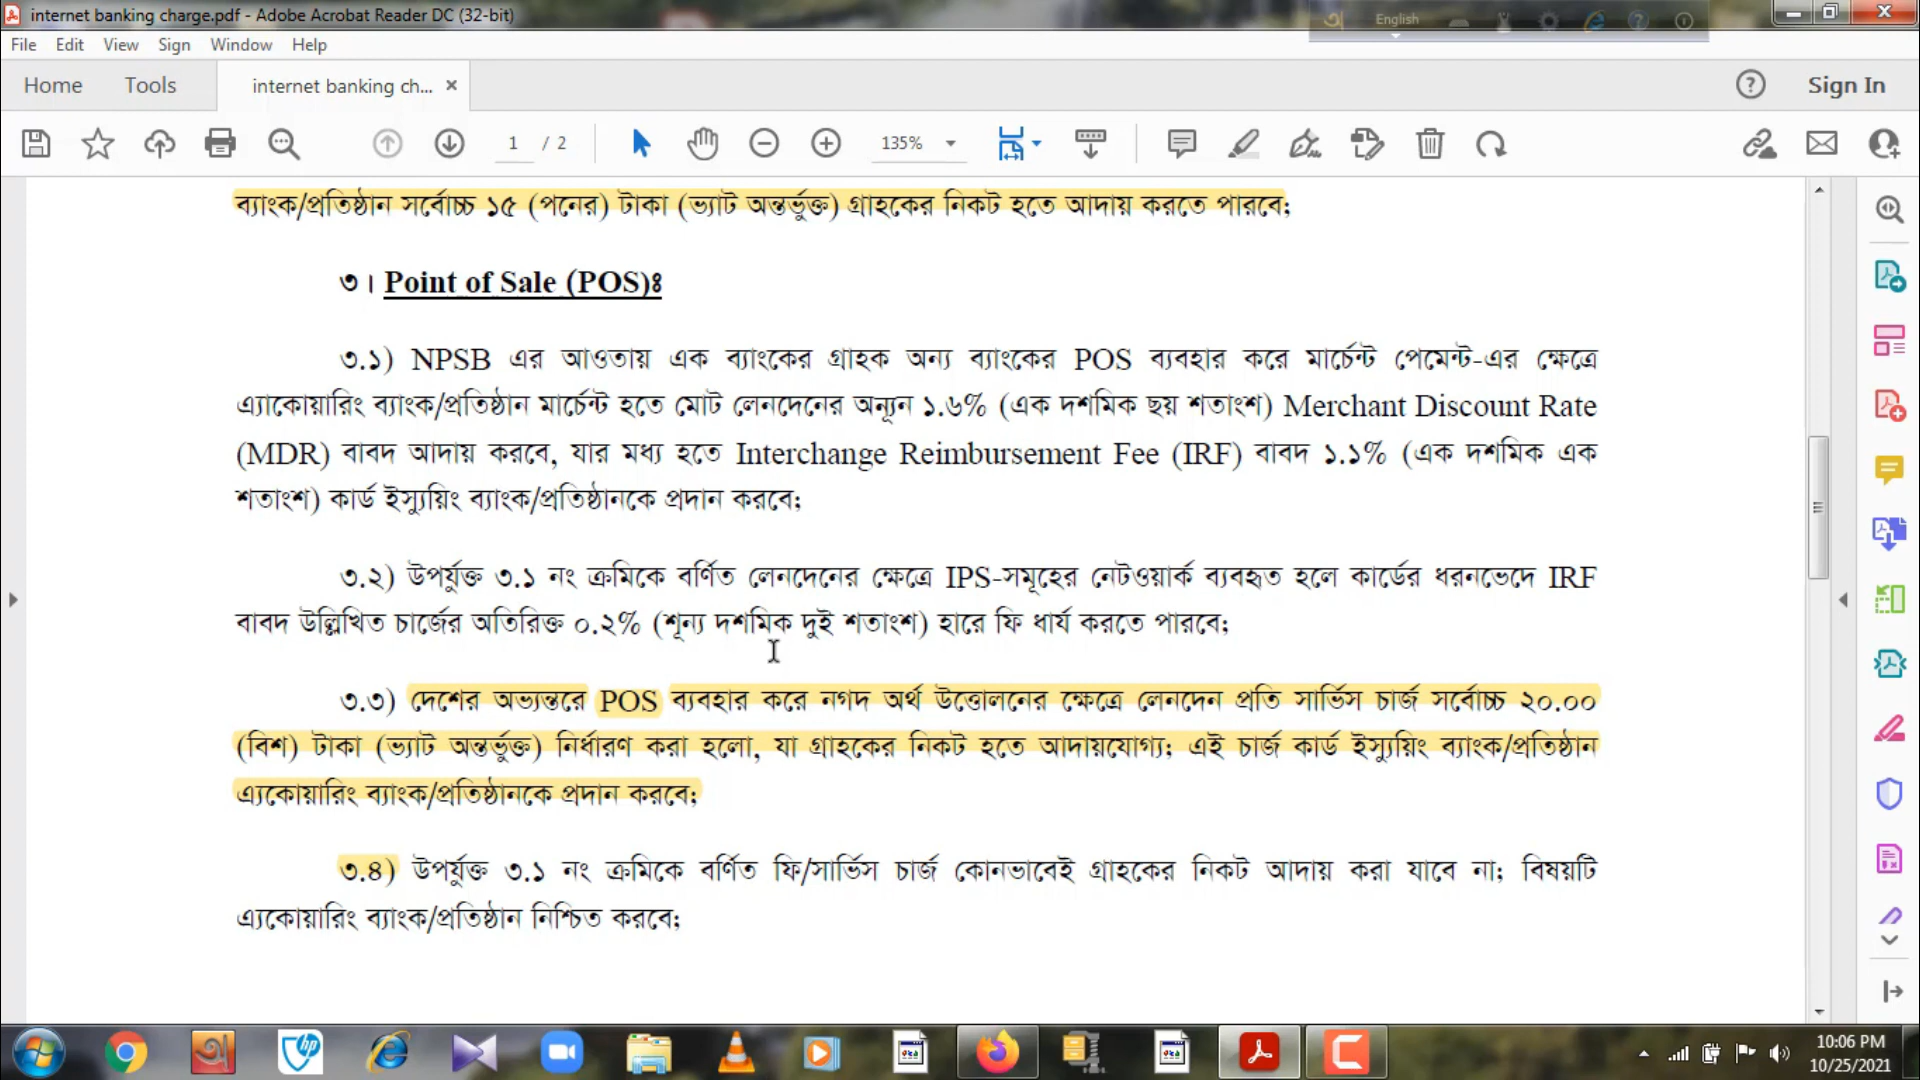 internet banking charge.pdf - Adobe Acrobat Reader DC (32-bit)
English
File Edit View Sign Window Help
Home Tools internet banking ch... Sign In
1 / 2 135%
ব্যাংক/প্রতিষ্ঠান সর্বোচ্চ ১৫ (পনের) টাকা (ভ্যাট অন্তর্ভুক্ত) গ্রাহকের নিকট হতে আদায় করতে পারবে;
৩। Point of Sale (POS)ঃ
৩.১) NPSB এর আওতায় এক ব্যাংকের গ্রাহক অন্য ব্যাংকের POS ব্যবহার করে মার্চেন্ট পেমেন্ট-এর ক্ষেত্রে
এ্যাকোয়ারিং ব্যাংক/প্রতিষ্ঠান মার্চেন্ট হতে মোট লেনদেনের অন্যূন ১.৬% (এক দশমিক ছয় শতাংশ) Merchant Discount Rate
(MDR) বাবদ আদায় করবে, যার মধ্য হতে Interchange Reimbursement Fee (IRF) বাবদ ১.১% (এক দশমিক এক
শতাংশ) কার্ড ইস্যুয়িং ব্যাংক/প্রতিষ্ঠানকে প্রদান করবে;
৩.২) উপর্যুক্ত ৩.১ নং ক্রমিকে বর্ণিত লেনদেনের ক্ষেত্রে IPS-সমূহের নেটওয়ার্ক ব্যবহৃত হলে কার্ডের ধরনভেদে IRF
বাবদ উল্লিখিত চার্জের অতিরিক্ত ০.২% (শূন্য দশমিক দুই শতাংশ) হারে ফি ধার্য করতে পারবে;
৩.৩) দেশের অভ্যন্তরে POS ব্যবহার করে নগদ অর্থ উত্তোলনের ক্ষেত্রে লেনদেন প্রতি সার্ভিস চার্জ সর্বোচ্চ ২০.০০
(বিশ) টাকা (ভ্যাট অন্তর্ভুক্ত) নির্ধারণ করা হলো, যা গ্রাহকের নিকট হতে আদায়যোগ্য; এই চার্জ কার্ড ইস্যুয়িং ব্যাংক/প্রতিষ্ঠান
এ্যকোয়ারিং ব্যাংক/প্রতিষ্ঠানকে প্রদান করবে;
৩.৪) উপর্যুক্ত ৩.১ নং ক্রমিকে বর্ণিত ফি/সার্ভিস চার্জ কোনভাবেই গ্রাহকের নিকট আদায় করা যাবে না; বিষয়টি
এ্যকোয়ারিং ব্যাংক/প্রতিষ্ঠান নিশ্চিত করবে;
10:06 PM
10/25/2021